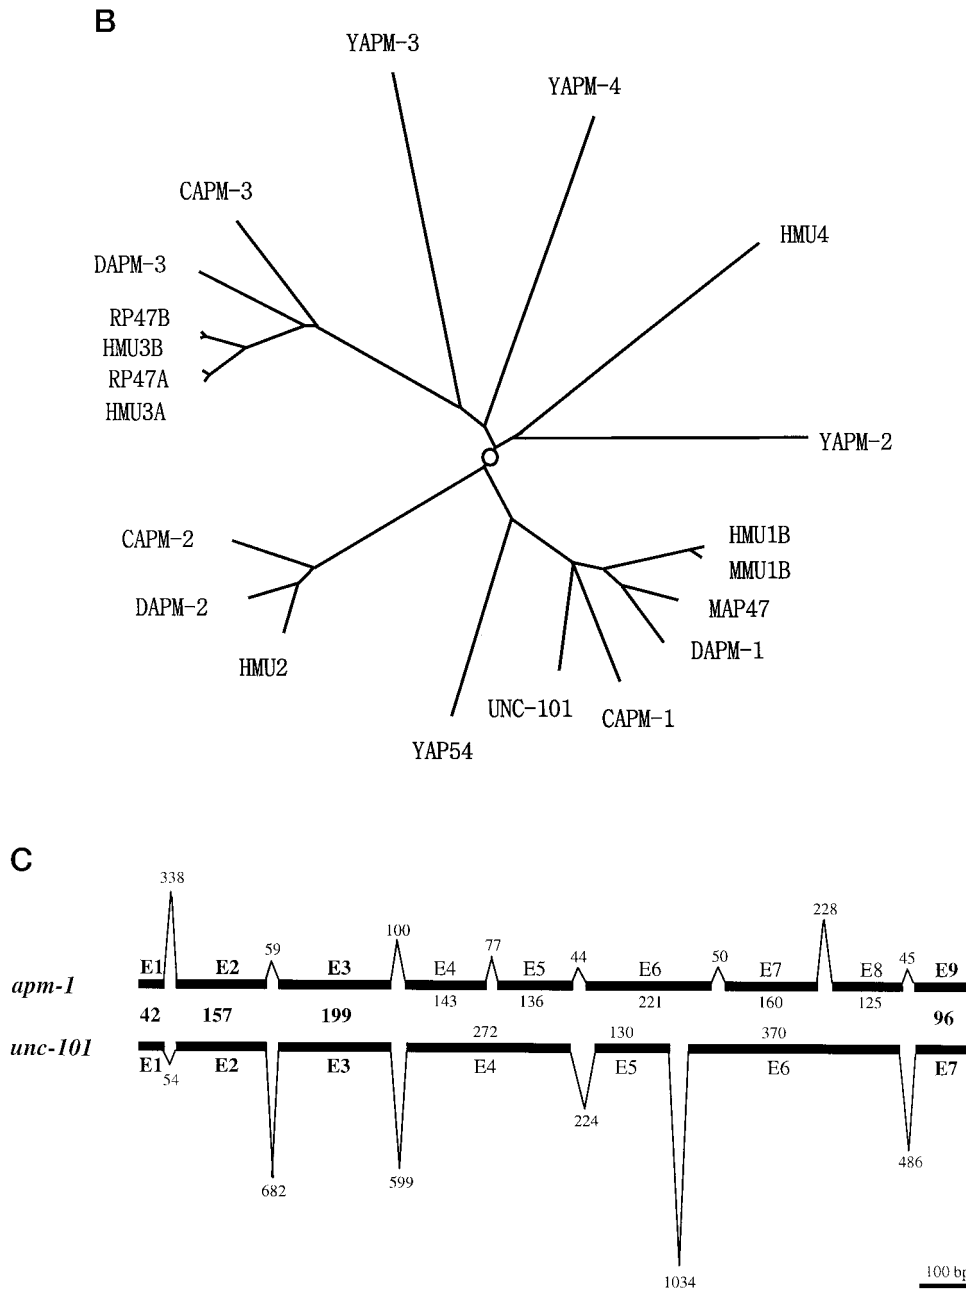 B
YAPM-3
YAPM-4
CAPM-3
HMU4
DAPM-3
RP47B
HMU3B
RP47A
HMU3A
YAPM-2
CAPM-2
HMU1B
MMU1B
DAPM-2
MAP47
DAPM-1
HMU2
UNC-101
CAPM-1
YAP54
C
338 59 100 77 44 50 228 45
E1 E2 E3 E4 E5 E6 E7 E8 E9
apm-1
143 136 221 160 125
42 157 199 96
272 130 370
unc-101
E1 E2 E3 E4 E5 E6 E7
54 682 599 224 1034 486
100 bp